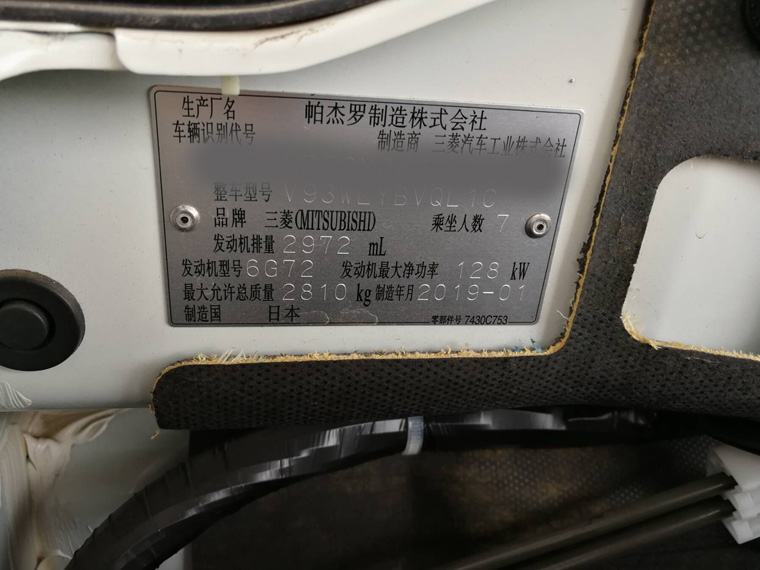 生产厂名 帕杰罗制造株式会社
车辆识别代号 制造商 三菱汽车工业株式会社
整车型号 V93WLYBVQL1C
品牌 三菱(MITSUBISHI) 乘坐人数 7
发动机排量 2972 mL
发动机型号 6G72 发动机最大净功率 128 kW
最大允许总质量 2810 kg 制造年月 2019-01
制造国 日本 零部件号 7430C753